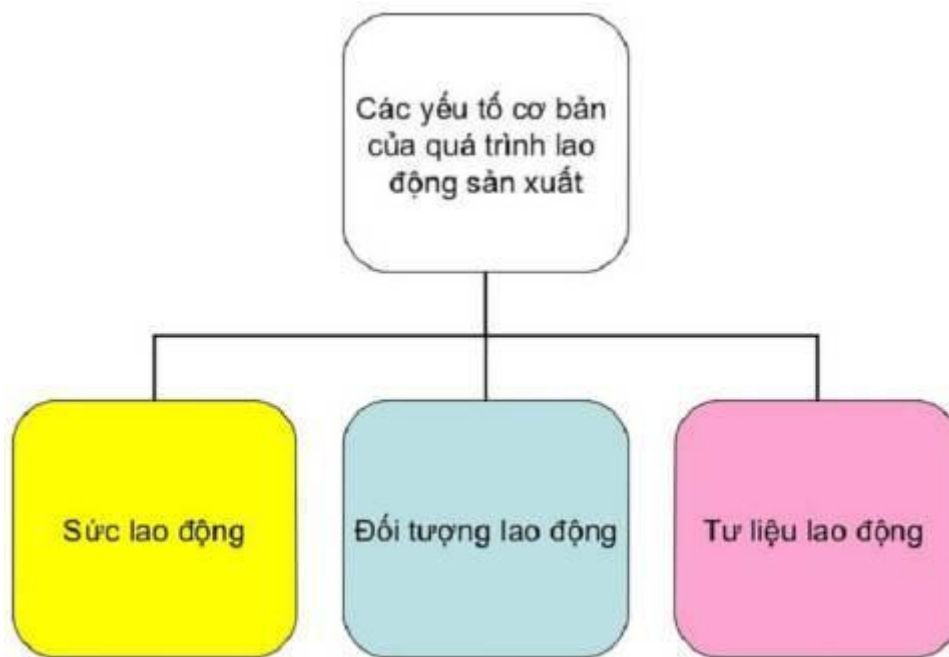 Các yếu tố cơ bản
của quá trình lao
động sản xuất
Sức lao động
Đối tượng lao động
Tư liệu lao động